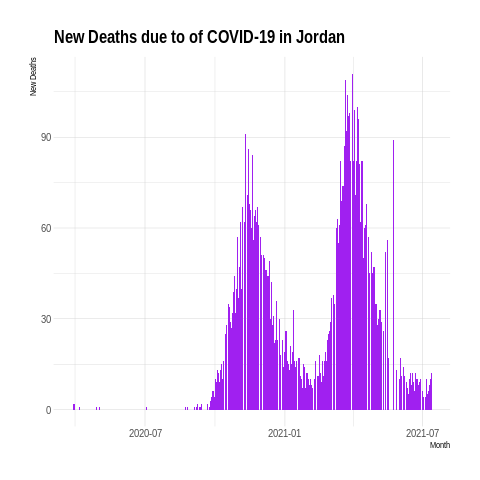 New Deaths due to of COVID-19 in Jordan
New Deaths
90
60
30
0
2020-07
2021-01
2021-07
Month